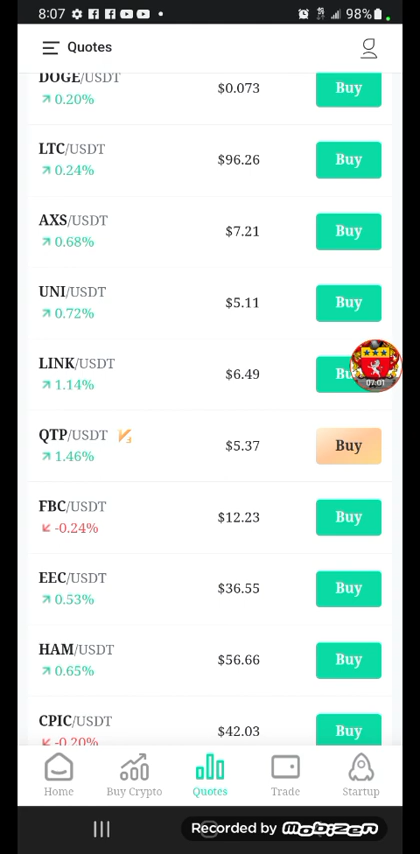 8:07 98%
Quotes
DOGE/USDT
0.20%
$0.073
Buy
LTC/USDT
0.24%
$96.26
Buy
AXS/USDT
0.68%
$7.21
Buy
UNI/USDT
0.72%
$5.11
Buy
LINK/USDT
1.14%
$6.49
07:01
QTP/USDT
1.46%
$5.37
Buy
FBC/USDT
-0.24%
$12.23
Buy
EEC/USDT
0.53%
$36.55
Buy
HAM/USDT
0.65%
$56.66
Buy
CPIC/USDT
-0.20%
$42.03
Buy
Home Buy Crypto Quotes Trade Startup
Recorded by mobizen